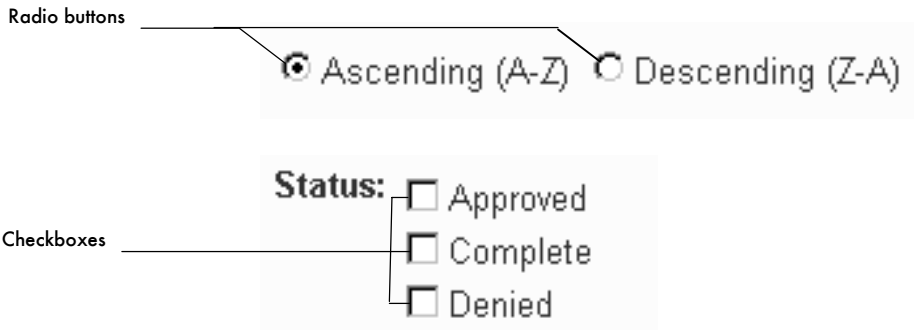 Radio buttons
Ascending (A-Z) Descending (Z-A)
Status: Approved
Checkboxes Complete
Denied